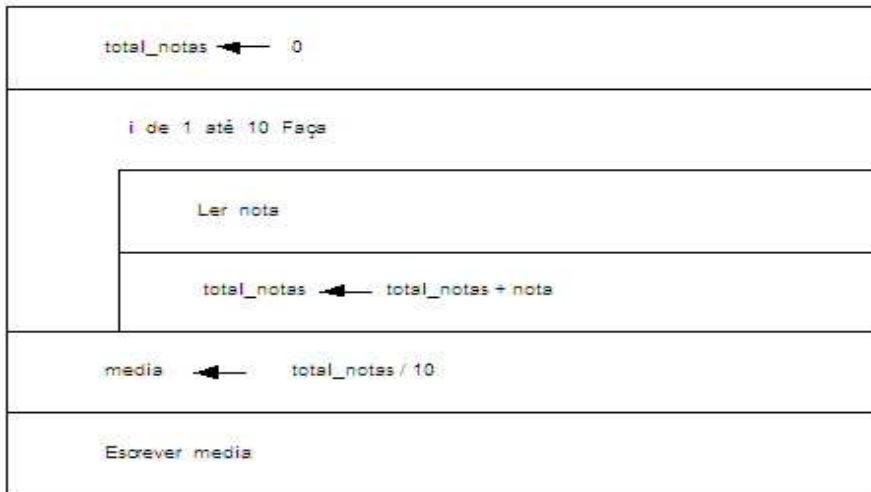 total_notas 0
i de 1 até 10 Faça
Ler nota
total_notas total_notas + nota
media total_notas / 10
Escrever media